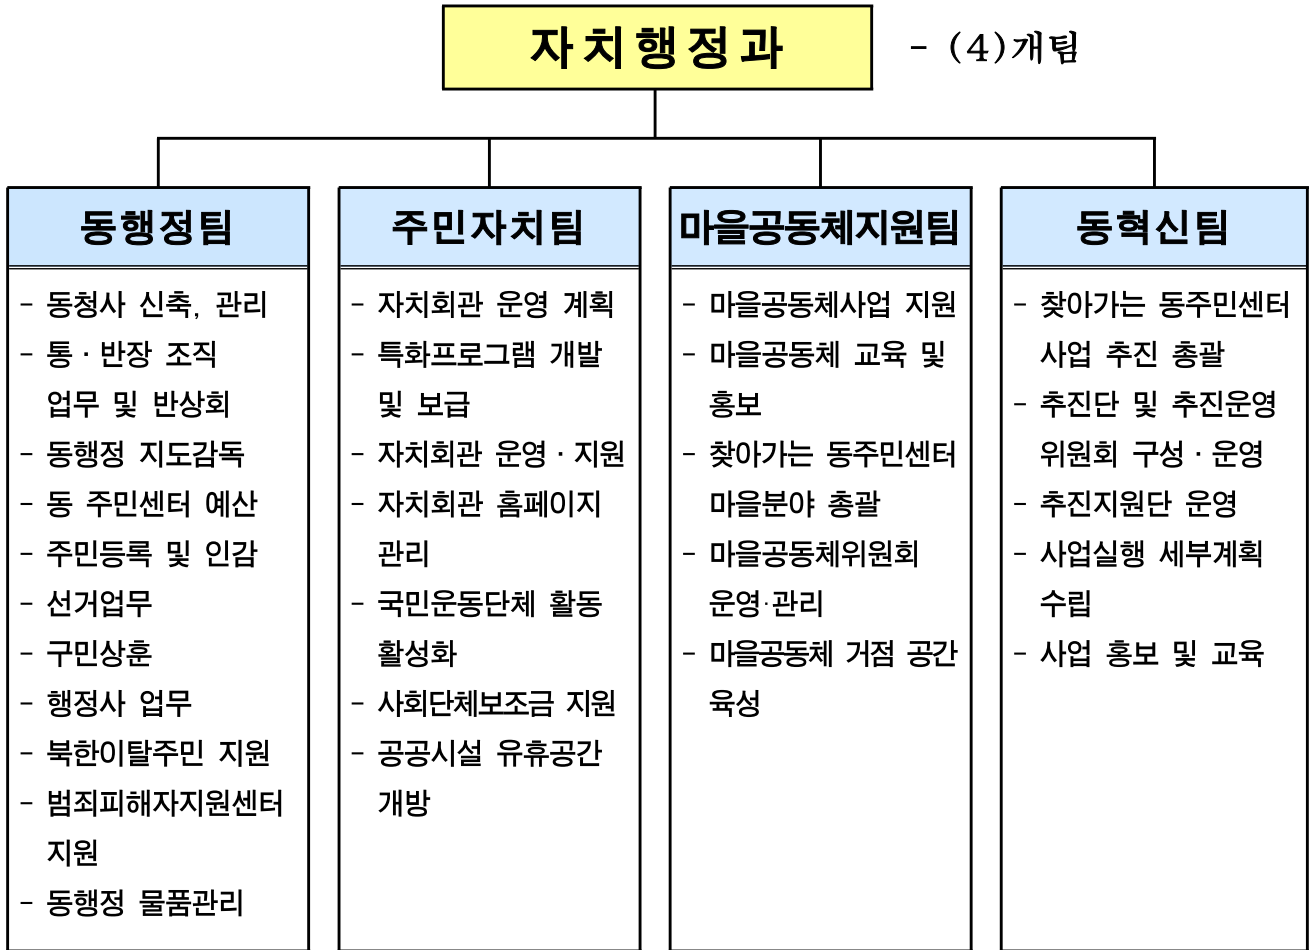 자치행정과
- (4)개팀
동행정팀
- 동청사 신축, 관리
- 통·반장 조직
업무 및 반상회
- 동행정 지도감독
- 동 주민센터 예산
- 주민등록 및 인감
- 선거업무
- 구민상훈
- 행정사 업무
- 북한이탈주민 지원
- 범죄피해자지원센터
지원
- 동행정 물품관리
주민자치팀
- 자치회관 운영 계획
- 특화프로그램 개발
및 보급
- 자치회관 운영·지원
- 자치회관 홈페이지
관리
- 국민운동단체 활동
활성화
- 사회단체보조금 지원
- 공공시설 유휴공간
개방
마을공동체지원팀
- 마을공동체사업 지원
- 마을공동체 교육 및
홍보
- 찾아가는 동주민센터
마을분야 총괄
- 마을공동체위원회
운영·관리
- 마을공동체 거점 공간
육성
동혁신팀
- 찾아가는 동주민센터
사업 추진 총괄
- 추진단 및 추진운영
위원회 구성·운영
- 추진지원단 운영
- 사업실행 세부계획
수립
- 사업 홍보 및 교육